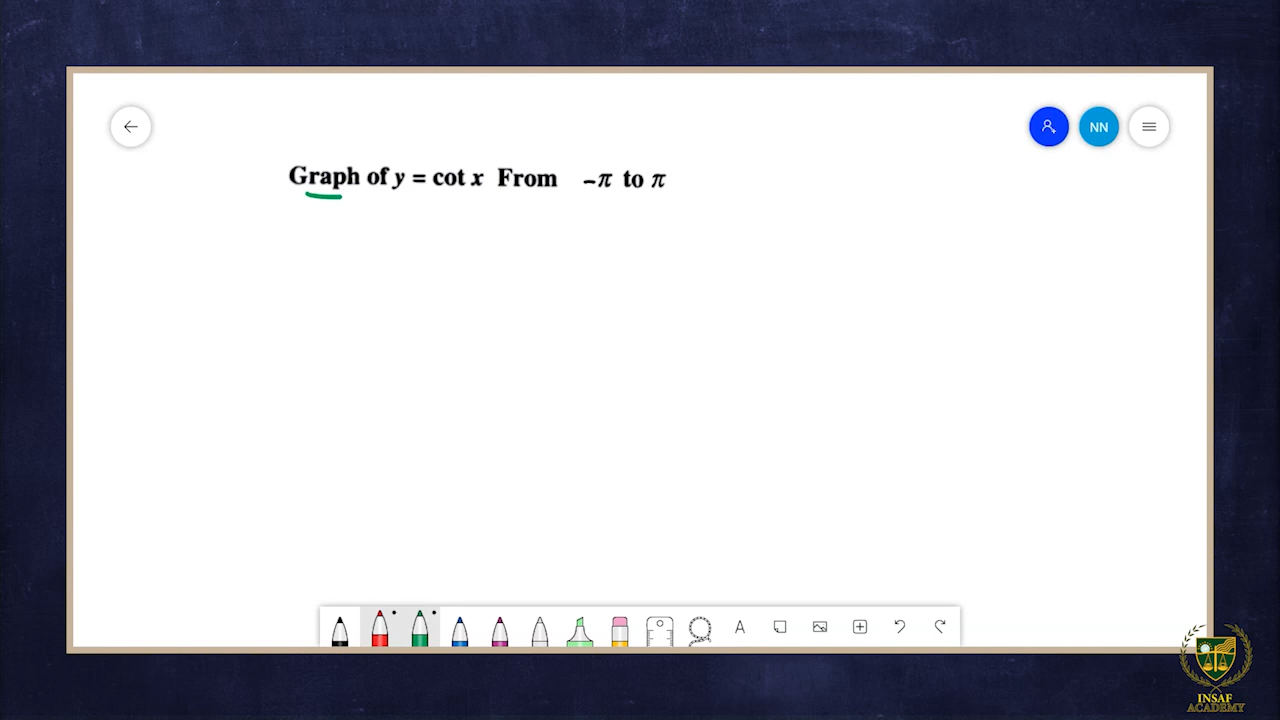 NN
Graph of y = cot x From −π to π
A
INSAF
ACADEMY